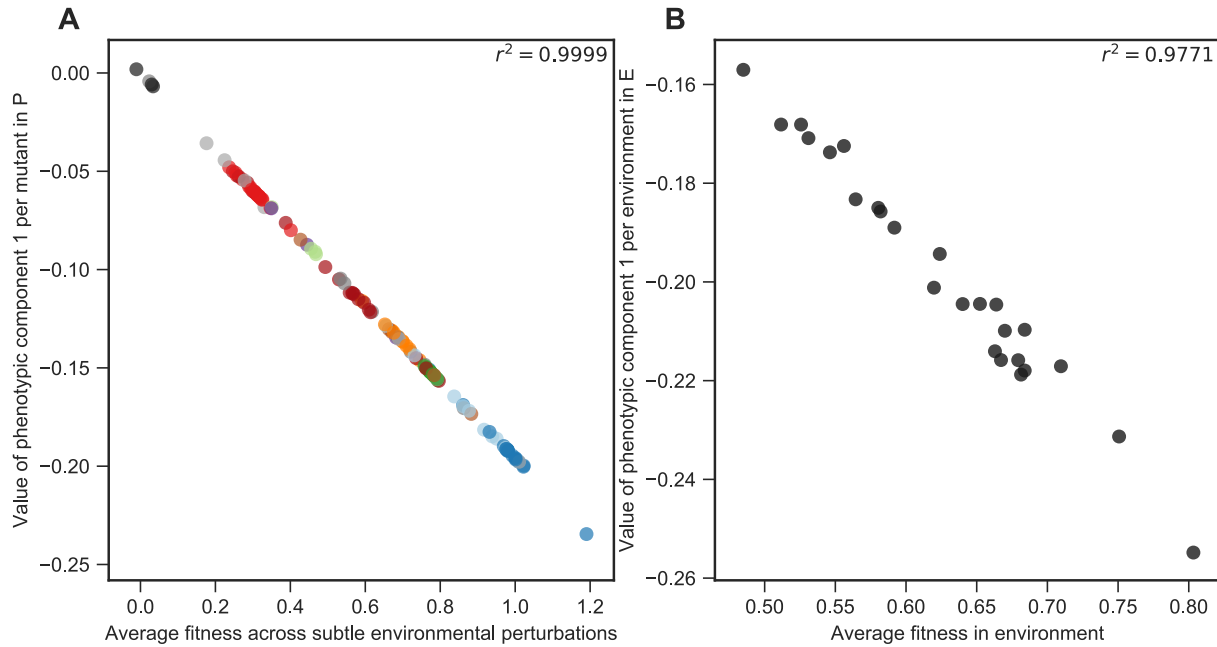 A
r² = 0.9999
Value of phenotypic component 1 per mutant in P
0.00
−0.05
−0.10
−0.15
−0.20
−0.25
0.0 0.2 0.4 0.6 0.8 1.0 1.2
Average fitness across subtle environmental perturbations
B
r² = 0.9771
Value of phenotypic component 1 per environment in E
−0.16
−0.18
−0.20
−0.22
−0.24
−0.26
0.50 0.55 0.60 0.65 0.70 0.75 0.80
Average fitness in environment